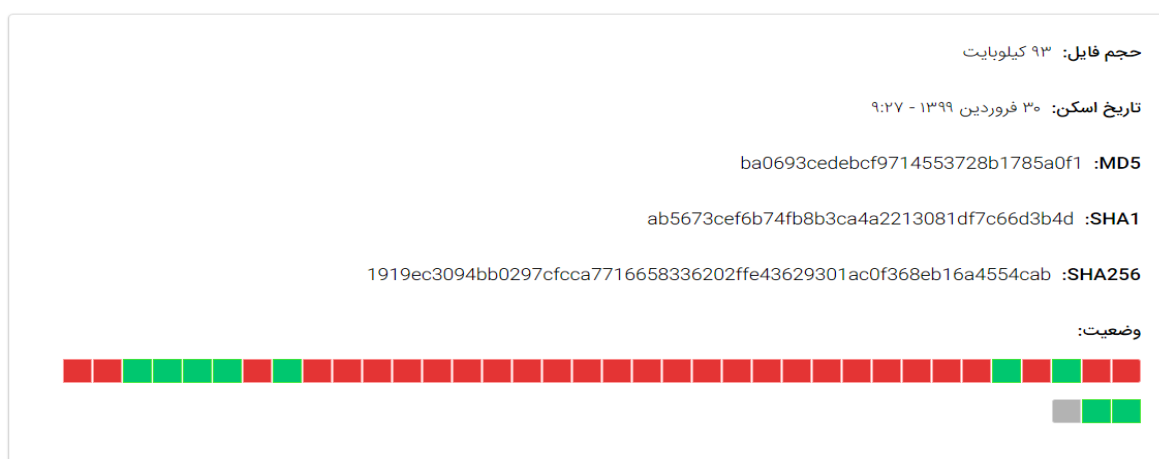 حجم فایل: ۹۳ کیلوبایت
تاریخ اسکن: ۳۰ فروردین ۱۳۹۹ - ۹:۲۷
MD5: ba0693cedebcf9714553728b1785a0f1
SHA1: ab5673cef6b74fb8b3ca4a2213081df7c66d3b4d
SHA256: 1919ec3094bb0297cfcca7716658336202ffe43629301ac0f368eb16a4554cab
وضعیت: